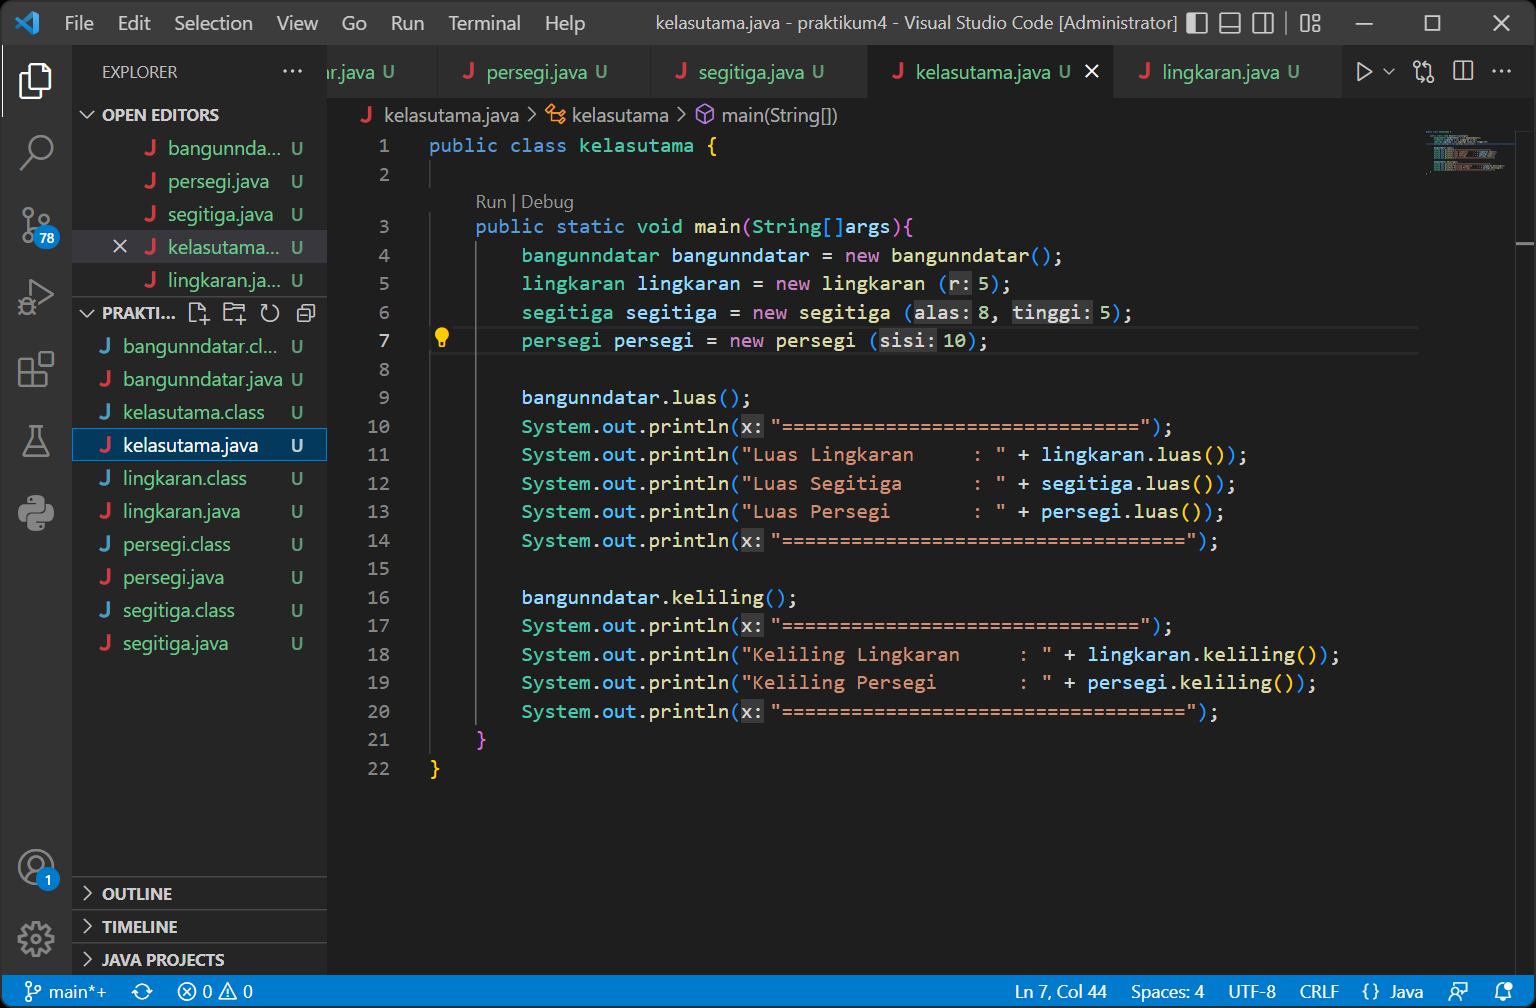 File Edit Selection View Go Run Terminal Help kelasutama.java - praktikum4 - Visual Studio Code [Administrator]
EXPLORER
ar.java U persegi.java U segitiga.java U kelasutama.java U lingkaran.java U
OPEN EDITORS
bangunnda... U
persegi.java U
segitiga.java U
kelasutama... U
lingkaran.ja... U
PRAKTI...
bangunndatar.cl... U
bangunndatar.java U
kelasutama.class U
kelasutama.java U
lingkaran.class U
lingkaran.java U
persegi.class U
persegi.java U
segitiga.class U
segitiga.java U
OUTLINE
TIMELINE
JAVA PROJECTS
78
1
kelasutama.java > kelasutama > main(String[])
1 public class kelasutama {
2
Run | Debug
3 public static void main(String[]args){
4 bangunndatar bangunndatar = new bangunndatar();
5 lingkaran lingkaran = new lingkaran (r: 5);
6 segitiga segitiga = new segitiga (alas: 8, tinggi: 5);
7 persegi persegi = new persegi (sisi: 10);
8
9 bangunndatar.luas();
10 System.out.println(x: "===============================");
11 System.out.println("Luas Lingkaran     : " + lingkaran.luas());
12 System.out.println("Luas Segitiga      : " + segitiga.luas());
13 System.out.println("Luas Persegi       : " + persegi.luas());
14 System.out.println(x: "===================================");
15
16 bangunndatar.keliling();
17 System.out.println(x: "===============================");
18 System.out.println("Keliling Lingkaran     : " + lingkaran.keliling());
19 System.out.println("Keliling Persegi       : " + persegi.keliling());
20 System.out.println(x: "===================================");
21 }
22 }
main*+ 0 0 Ln 7, Col 44 Spaces: 4 UTF-8 CRLF {} Java